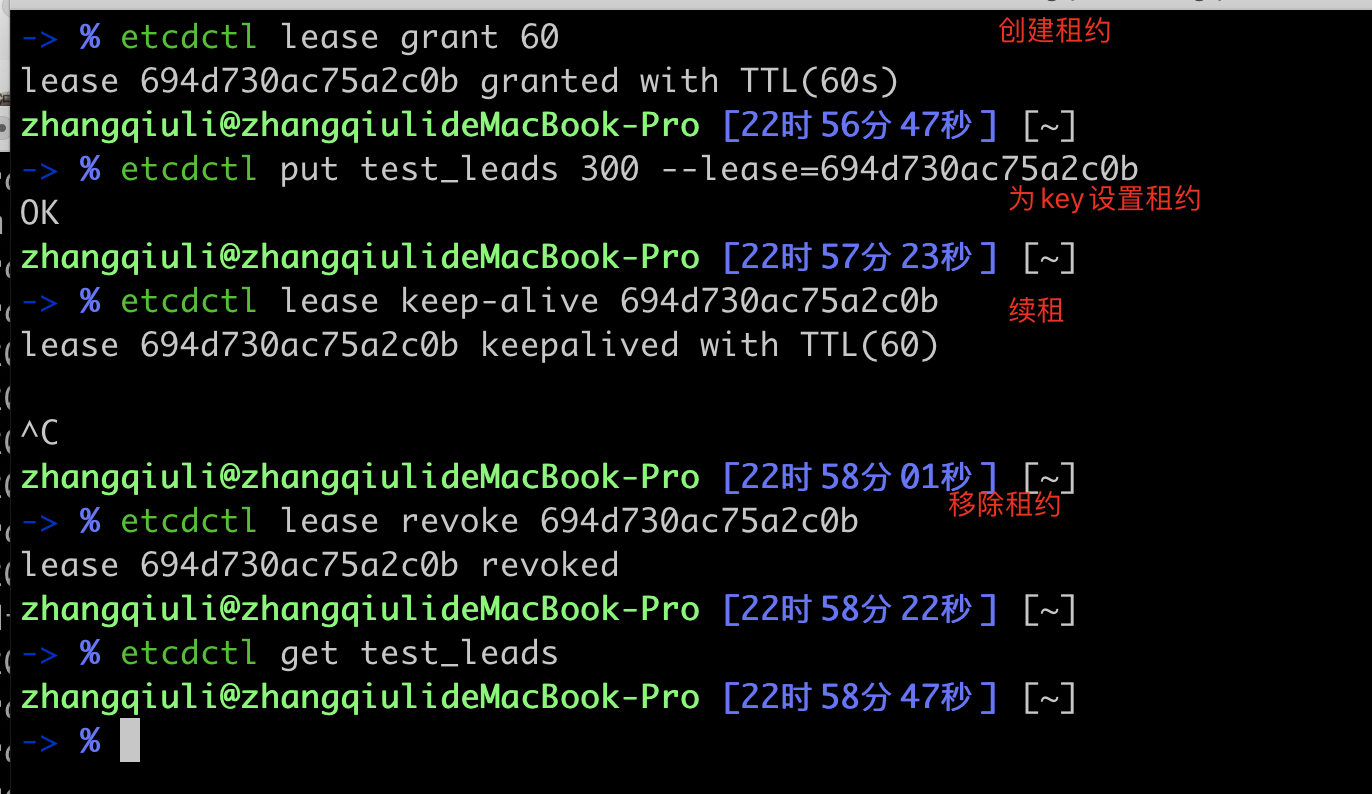 -> % etcdctl lease grant 60
创建租约
lease 694d730ac75a2c0b granted with TTL(60s)
zhangqiuli@zhangqiulideMacBook-Pro [22时56分47秒] [~]
-> % etcdctl put test_leads 300 --lease=694d730ac75a2c0b
为key设置租约
OK
zhangqiuli@zhangqiulideMacBook-Pro [22时57分23秒] [~]
-> % etcdctl lease keep-alive 694d730ac75a2c0b
续租
lease 694d730ac75a2c0b keepalived with TTL(60)
^C
zhangqiuli@zhangqiulideMacBook-Pro [22时58分01秒] [~]
移除租约
-> % etcdctl lease revoke 694d730ac75a2c0b
lease 694d730ac75a2c0b revoked
zhangqiuli@zhangqiulideMacBook-Pro [22时58分22秒] [~]
-> % etcdctl get test_leads
zhangqiuli@zhangqiulideMacBook-Pro [22时58分47秒] [~]
-> %